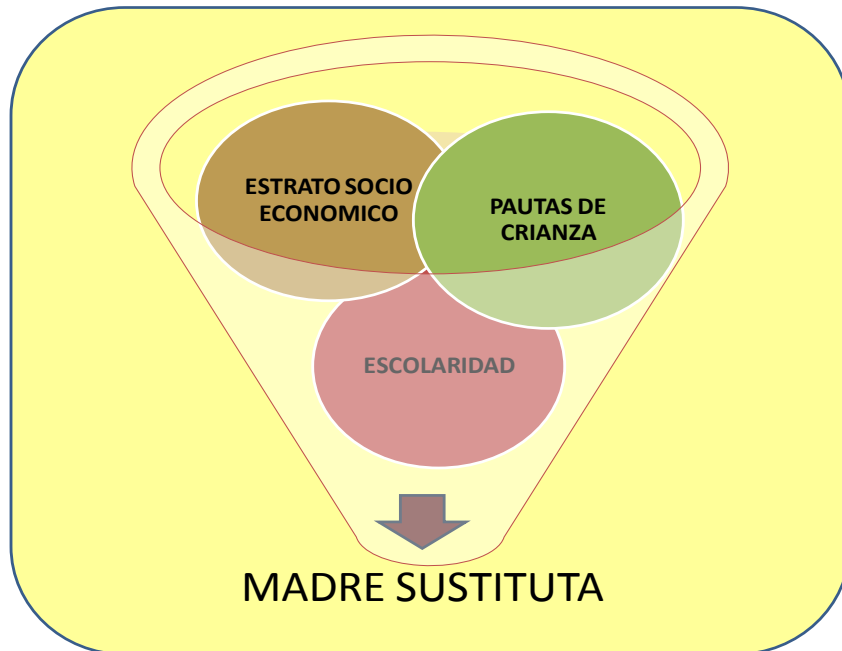 ESTRATO SOCIO
ECONOMICO
PAUTAS DE
CRIANZA
ESCOLARIDAD
MADRE SUSTITUTA